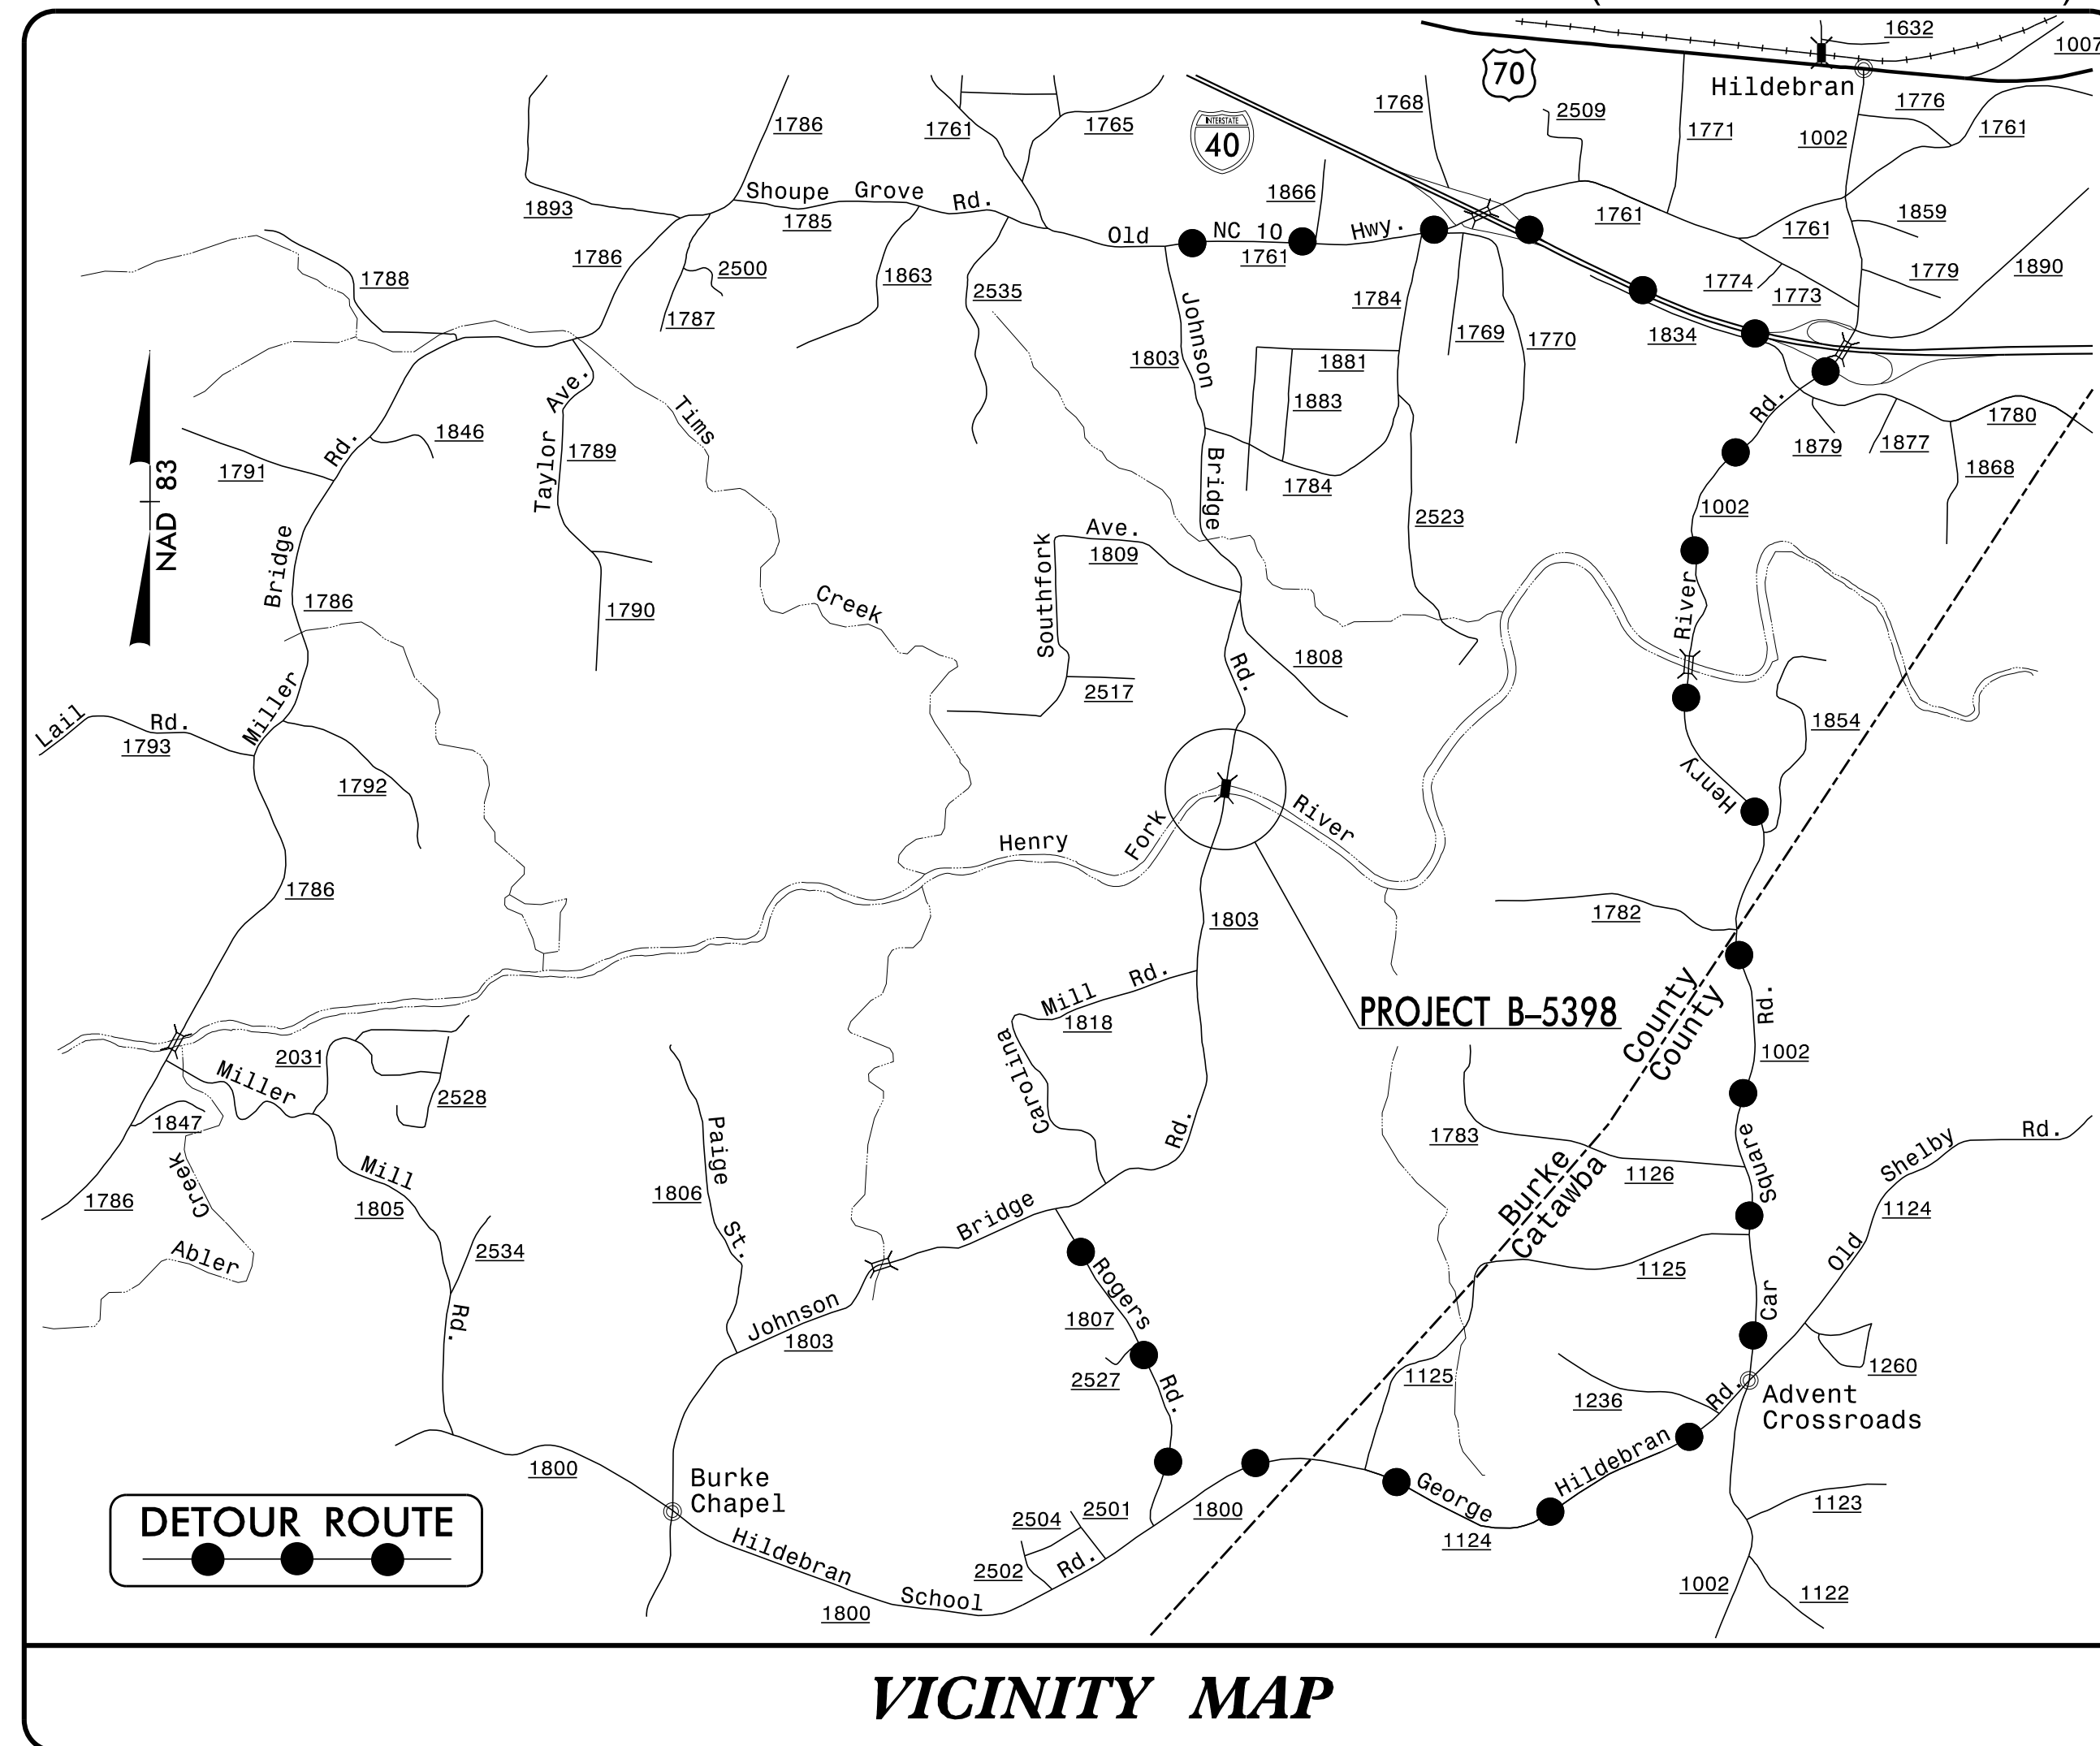 1632
1007
70
Hildebran
1768
2509
1771
1776
1002
1761
1786
1761
1765
INTERSTATE
40
1893
Shoupe Grove Rd.
1785
1866
1761
1859
1761
Old NC 10 Hwy.
1761
1788
1786
2500
1787
1863
2535
1784
1774
1773
1779
1890
1834
Johnson
1803
1881
1883
1769
1770
1780
1879
1877
1868
Rd.
NAD 83
1791
Rd.
1846
Taylor Ave.
1789
Tims
Creek
Bridge
1784
2523
1002
Bridge
1786
1790
Southfork
Ave.
1809
1808
Rd.
2517
River
Lail Rd.
1793
Miller
1792
1854
Henry
Henry Fork River
1786
1803
1782
Mill Rd.
1818
Carolina
PROJECT B-5398
County
County
Rd.
1002
2031
Miller
2528
1847
Creek
1786
Mill
1805
Abler
2534
Rd.
Paige
1806
St.
Rd.
Bridge
1783
Burke
Catawba
1126
Square
Shelby Rd.
1124
Old
1125
Car
Johnson
1803
Rogers
1807
2527
Rd.
1125
1260
1236
Rd.
Advent
Crossroads
1800
Burke
Chapel
George
1124
Hildebran
1123
1800
2501
2504
2502
Rd.
Hildebran
School
1800
1002
1122
DETOUR ROUTE
VICINITY MAP